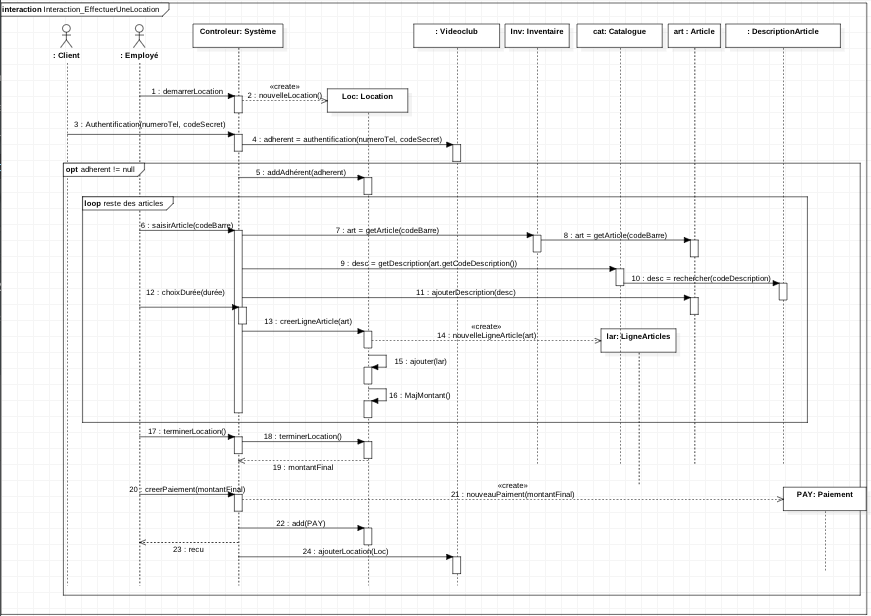 interaction Interaction_EffectuerUneLocation
: Client
: Employé
Controleur: Système
: Videoclub
Inv: Inventaire
cat: Catalogue
art : Article
: DescriptionArticle
1 : demarrerLocation
«create»
2 : nouvelleLocation()
Loc: Location
3 : Authentification(numeroTel, codeSecret)
4 : adherent = authentification(numeroTel, codeSecret)
opt adherent != null
5 : addAdhérent(adherent)
loop reste des articles
6 : saisirArticle(codeBarre)
7 : art = getArticle(codeBarre)
8 : art = getArticle(codeBarre)
9 : desc = getDescription(art.getCodeDescription())
10 : desc = rechercher(codeDescription)
11 : ajouterDescription(desc)
12 : choixDurée(durée)
13 : creerLigneArticle(art)
«create»
14 : nouvelleLigneArticle(art)
lar: LigneArticles
15 : ajouter(lar)
16 : MajMontant()
17 : terminerLocation()
18 : terminerLocation()
19 : montantFinal
20 : creerPaiement(montantFinal)
«create»
21 : nouveauPaiment(montantFinal)
PAY: Paiement
22 : add(PAY)
23 : recu
24 : ajouterLocation(Loc)